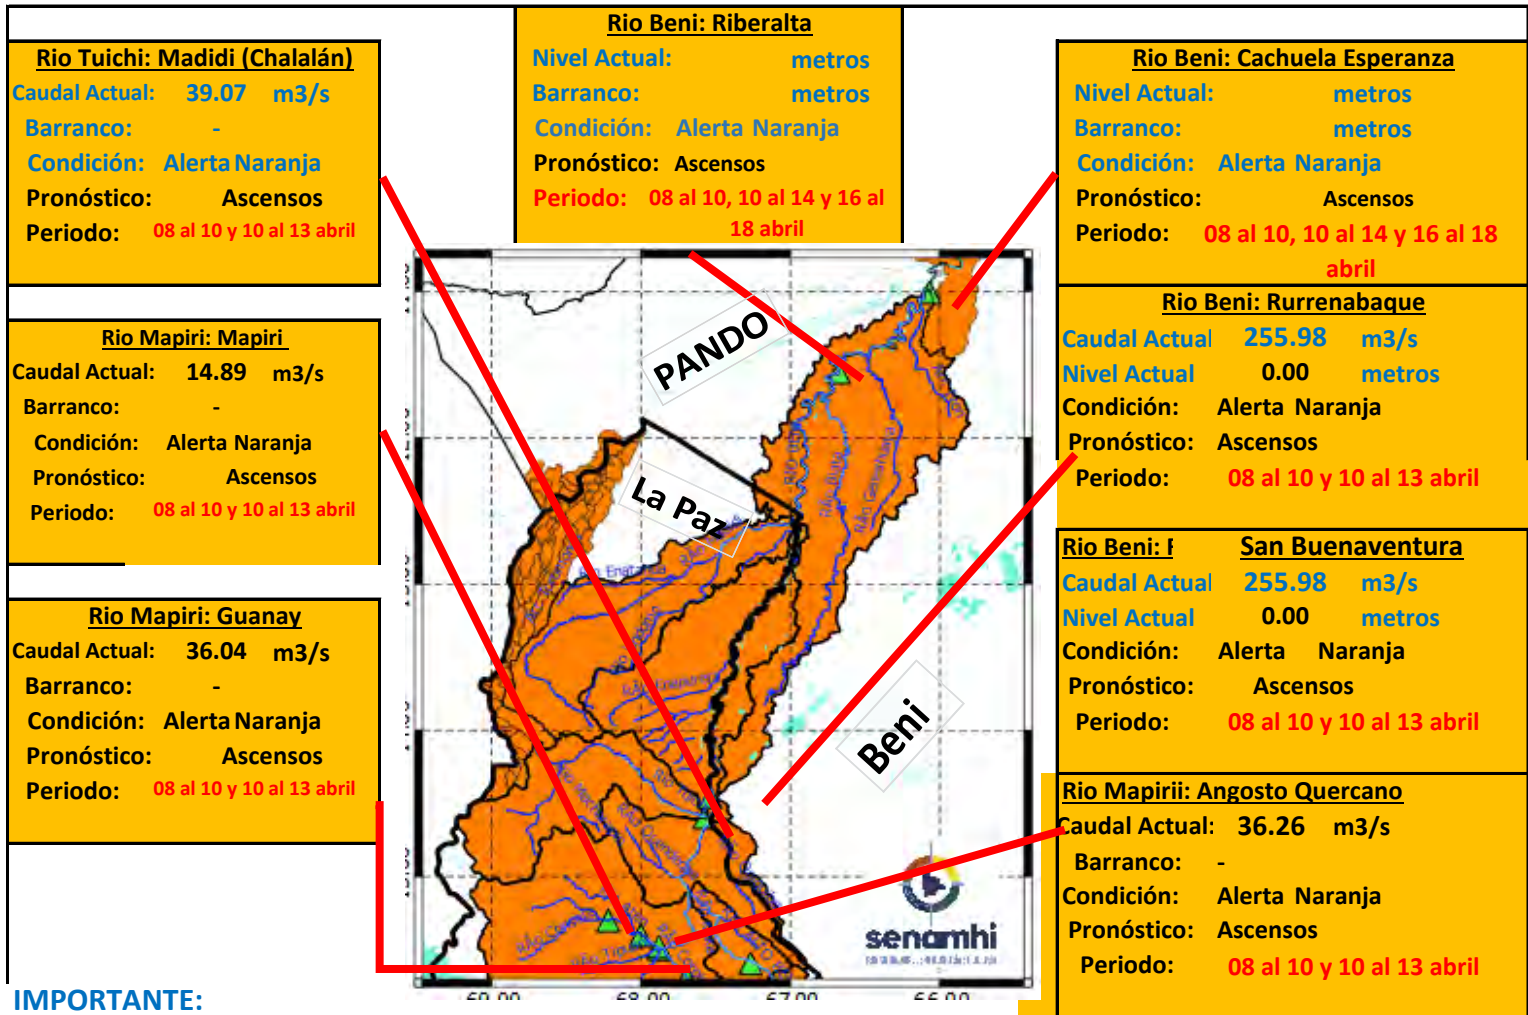 Rio Tuichi: Madidi (Chalalán)
Caudal Actual: 39.07 m3/s
Barranco: -
Condición: Alerta Naranja
Pronóstico: Ascensos
Periodo: 08 al 10 y 10 al 13 abril
Rio Mapiri: Mapiri
Caudal Actual: 14.89 m3/s
Barranco: -
Condición: Alerta Naranja
Pronóstico: Ascensos
Periodo: 08 al 10 y 10 al 13 abril
Rio Mapiri: Guanay
Caudal Actual: 36.04 m3/s
Barranco: -
Condición: Alerta Naranja
Pronóstico: Ascensos
Periodo: 08 al 10 y 10 al 13 abril
Rio Beni: Riberalta
Nivel Actual: metros
Barranco: metros
Condición: Alerta Naranja
Pronóstico: Ascensos
Periodo: 08 al 10, 10 al 14 y 16 al
18 abril
PANDO
La Paz
Beni
senamhi
69.00 68.00 67.00 66.00
Rio Beni: Cachuela Esperanza
Nivel Actual: metros
Barranco: metros
Condición: Alerta Naranja
Pronóstico: Ascensos
Periodo: 08 al 10, 10 al 14 y 16 al 18
abril
Rio Beni: Rurrenabaque
Caudal Actual 255.98 m3/s
Nivel Actual 0.00 metros
Condición: Alerta Naranja
Pronóstico: Ascensos
Periodo: 08 al 10 y 10 al 13 abril
Rio Beni: San Buenaventura
Caudal Actual 255.98 m3/s
Nivel Actual 0.00 metros
Condición: Alerta Naranja
Pronóstico: Ascensos
Periodo: 08 al 10 y 10 al 13 abril
Rio Mapirii: Angosto Quercano
Caudal Actual: 36.26 m3/s
Barranco: -
Condición: Alerta Naranja
Pronóstico: Ascensos
Periodo: 08 al 10 y 10 al 13 abril
IMPORTANTE: